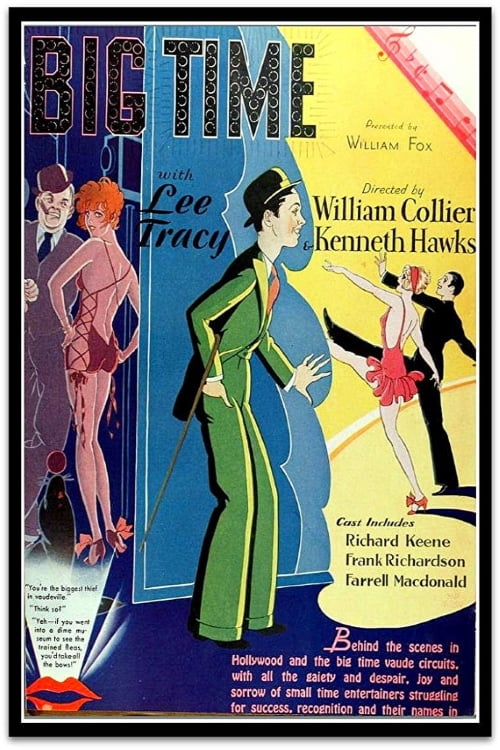 BIG TIME
Presented by
WILLIAM FOX
with
Lee
Tracy
Directed by
William Collier
& Kenneth Hawks
Cast Includes
Richard Keene
Frank Richardson
Farrell Macdonald
"You're the biggest thief
in vaudeville."
"Think so?"
"Yeh—if you went
into a dime mu-
seum to see the
trained fleas,
you'd take all
the bows!"
Behind the scenes in
Hollywood and the big time vaude circuits,
with all the gaiety and despair, joy and
sorrow of small time entertainers struggling
for success, recognition and their names in